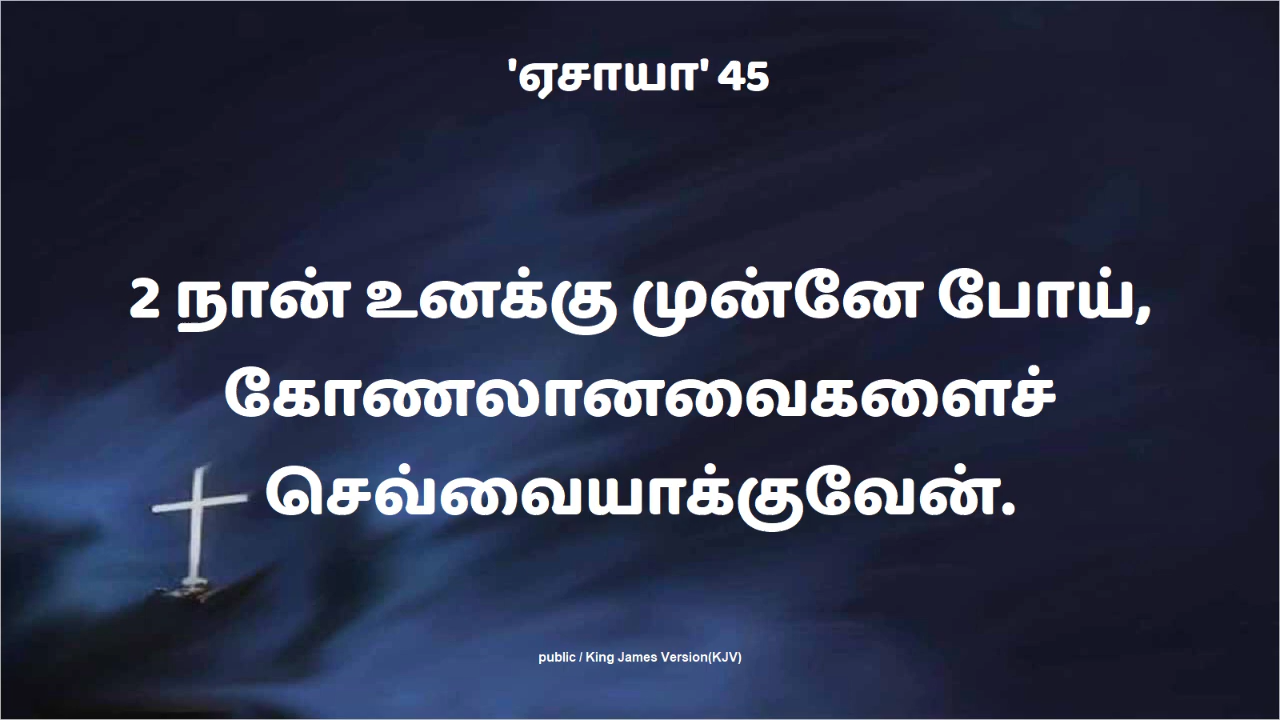 'ஏசாயா' 45
2 நான் உனக்கு முன்னே போய்,
கோணலானவைகளைச்
செவ்வையாக்குவேன்.
public / King James Version(KJV)